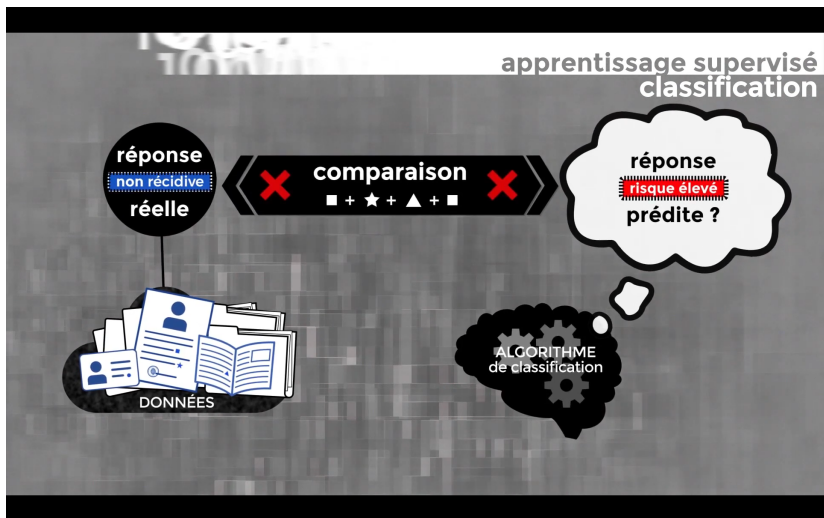 apprentissage supervisé
classification
réponse
non récidive
réelle
comparaison
■ + ★ + ▲ + ■
réponse
risque élevé
prédite ?
ALGORITHME
de classification
DONNÉES